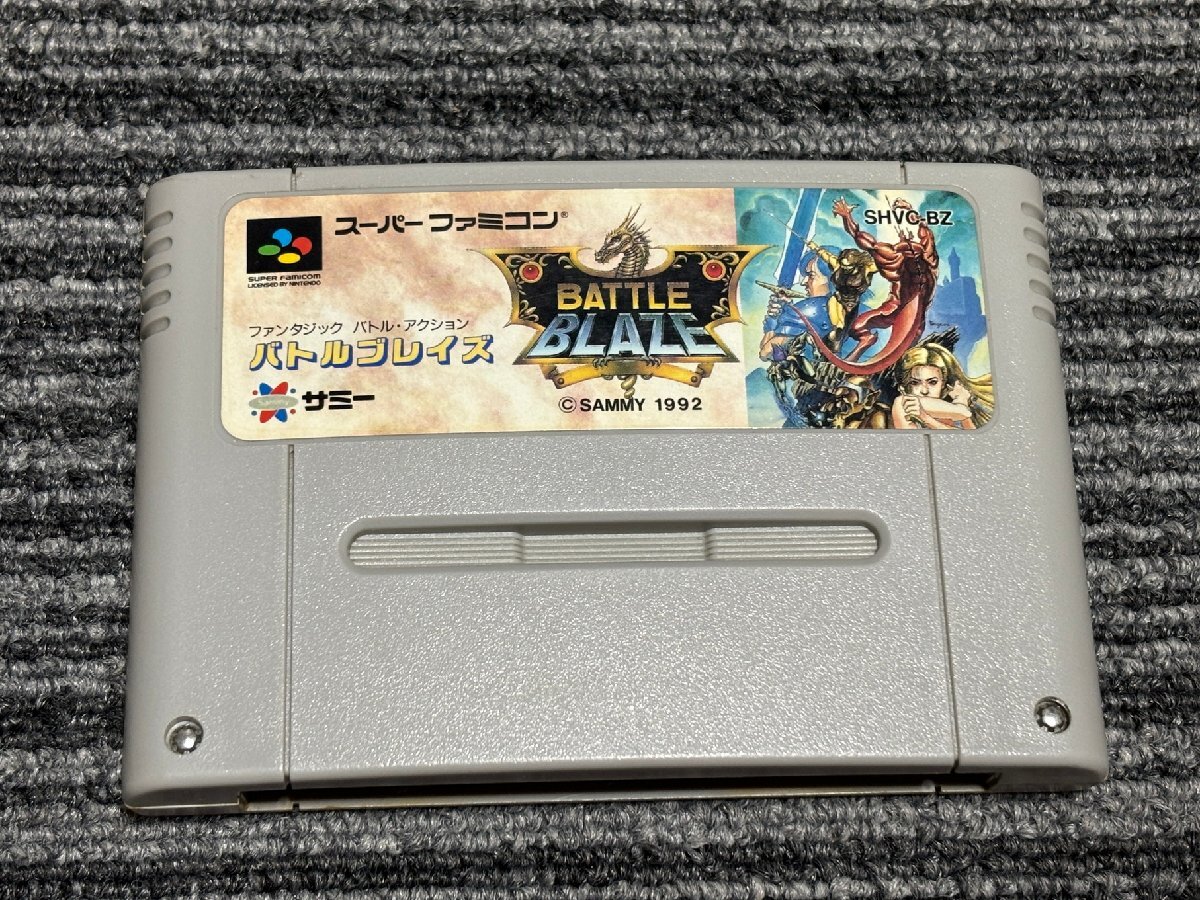 スーパーファミコン®
SUPER FAMICOM
LICENSED BY NINTENDO
SHVC-BZ
BATTLE
BLAZE
ファンタジック バトル・アクション
バトルブレイズ
サミー
©SAMMY 1992